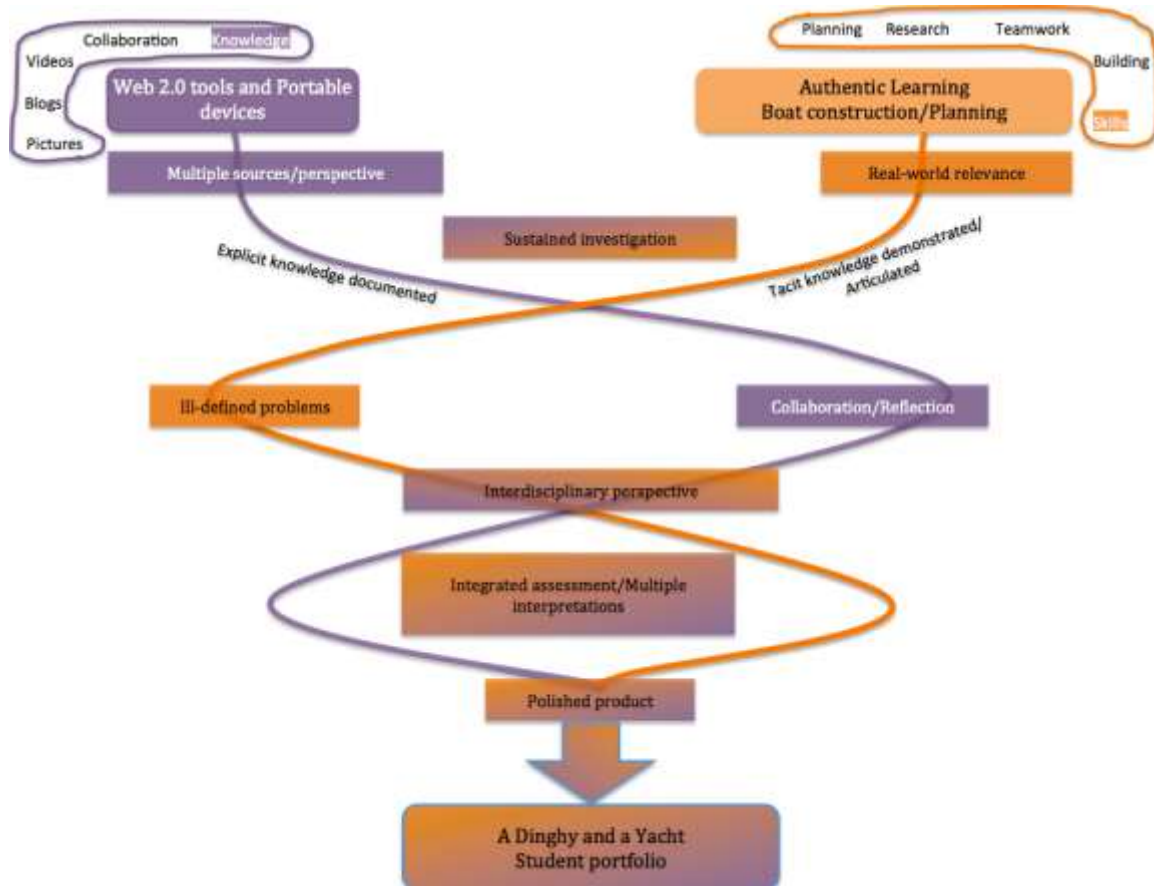 Collaboration Knowledge
Videos
Blogs
Pictures
Web 2.0 tools and Portable
devices
Planning Research Teamwork
Building
Skills
Authentic Learning
Boat construction/Planning
Multiple sources/perspective
Real-world relevance
Sustained investigation
Explicit knowledge documented
Tacit knowledge demonstrated/
Articulated
Ill-defined problems
Collaboration/Reflection
Interdisciplinary perspective
Integrated assessment/Multiple
interpretations
Polished product
A Dinghy and a Yacht
Student portfolio